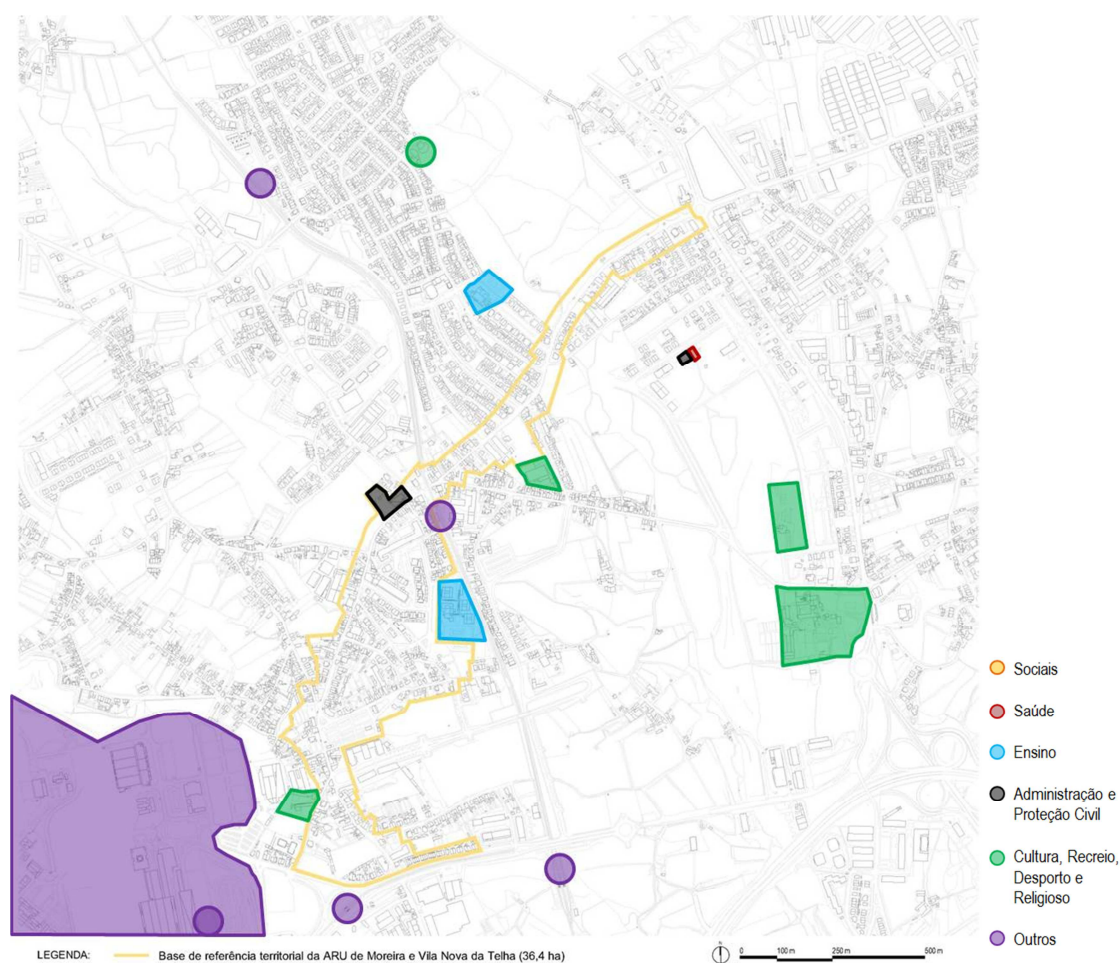 Sociais
Saúde
Ensino
Administração e
Proteção Civil
Cultura, Recreio,
Desporto e
Religioso
Outros
LEGENDA: Base de referência territorial da ARU de Moreira e Vila Nova da Telha (36,4 ha)
N
0 100 m 250 m 500 m